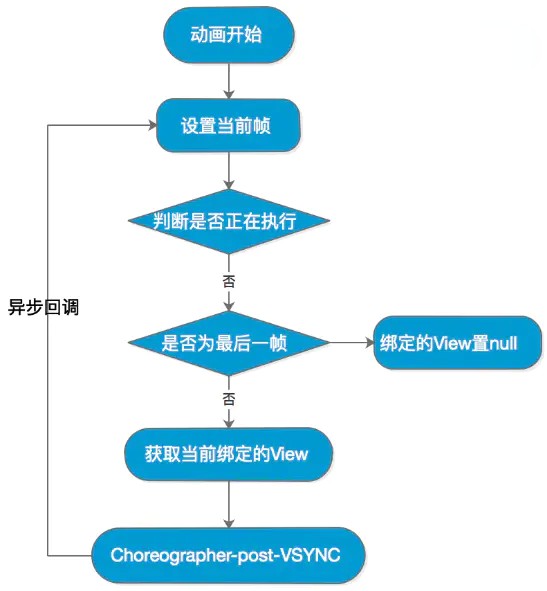 动画开始
设置当前帧
判断是否正在执行
否
异步回调
是否为最后一帧
绑定的View置null
否
获取当前绑定的View
Choreographer-post-VSYNC